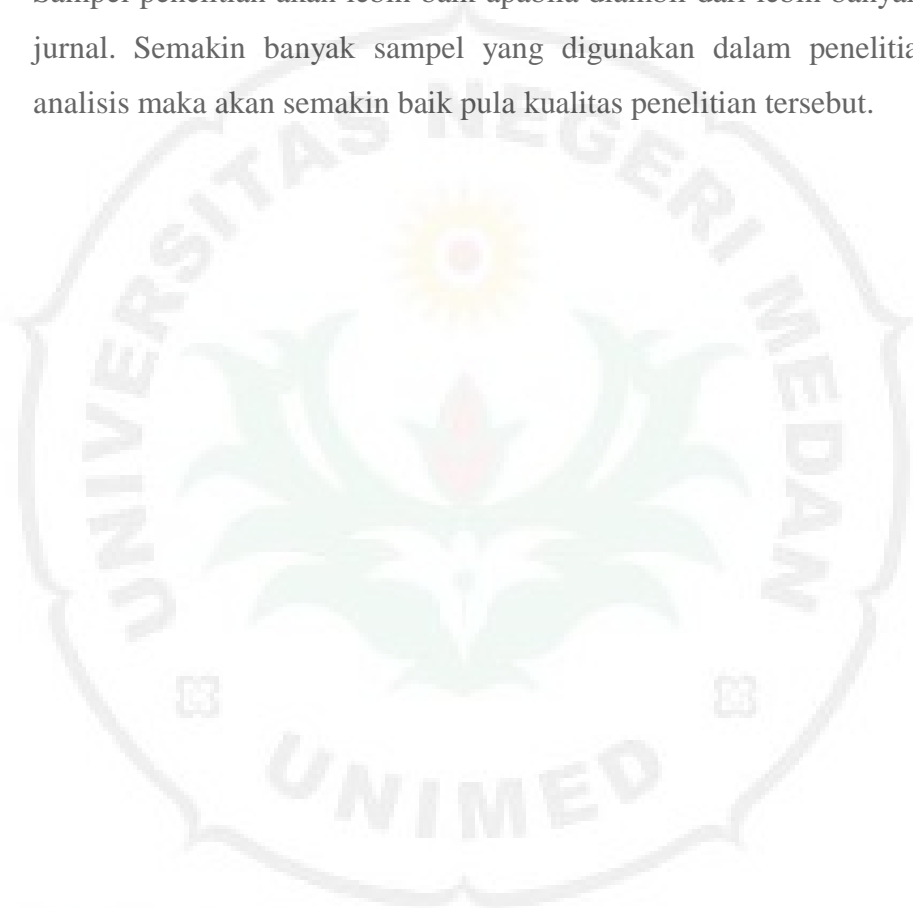 Sampel penelitian akan lebih baik apabila diambil dari lebih banyak
jurnal. Semakin banyak sampel yang digunakan dalam penelitia
analisis maka akan semakin baik pula kualitas penelitian tersebut.
UNIVERSITAS NEGERI MEDAN
UNIMED